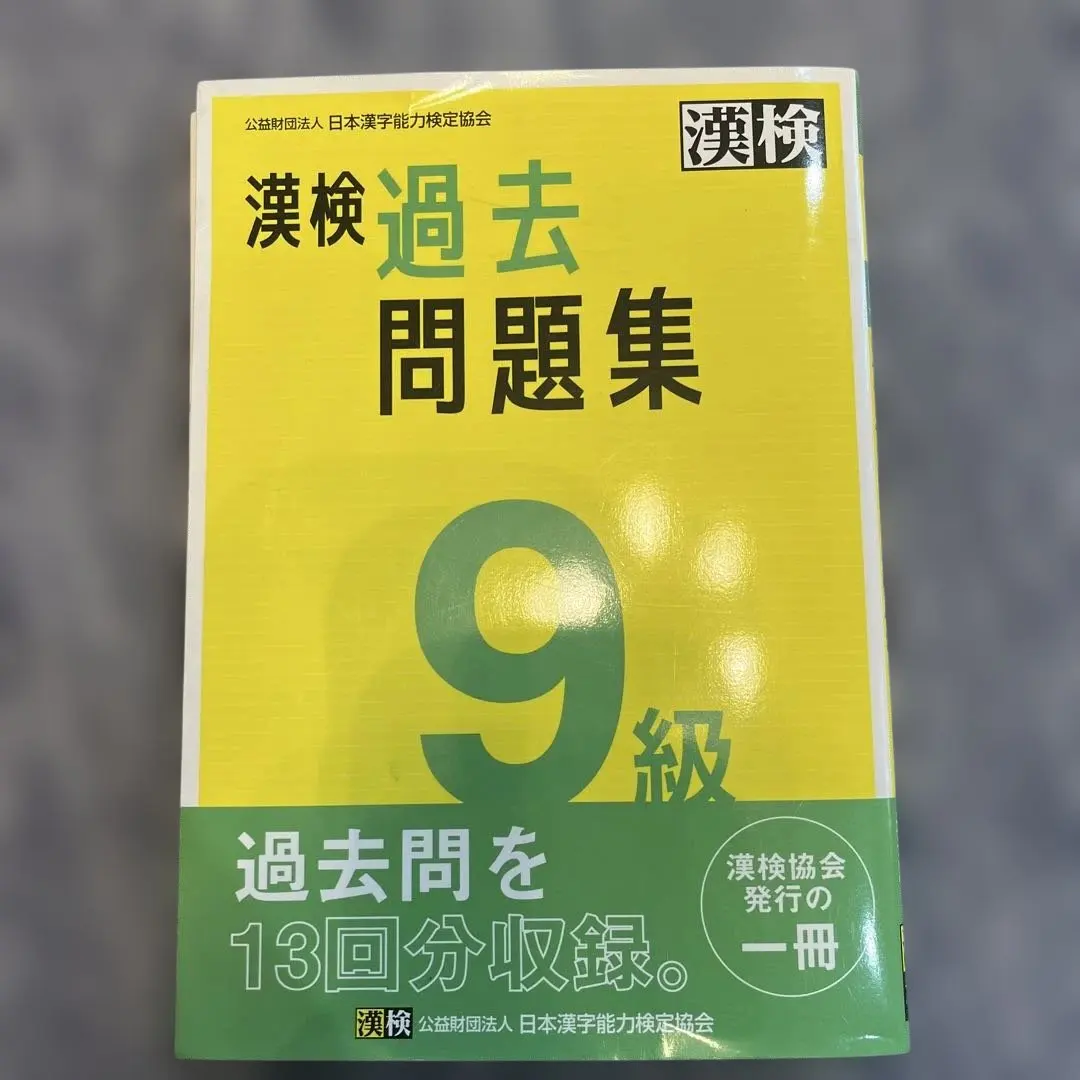 公益財団法人 日本漢字能力検定協会
漢検
漢検 過去
問題集
9級
過去問を
13回分収録。
漢検協会
発行の
一冊
漢検 公益財団法人 日本漢字能力検定協会